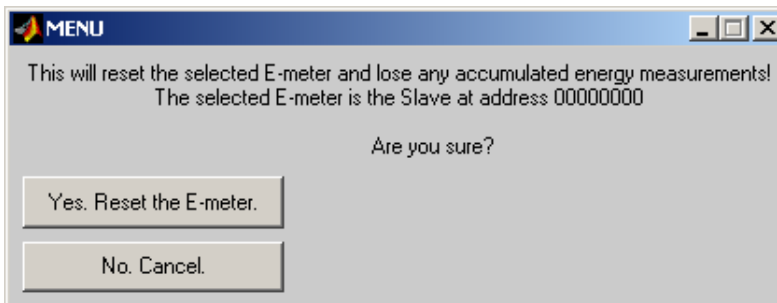 MENU
This will reset the selected E-meter and lose any accumulated energy measurements!
The selected E-meter is the Slave at address 00000000
Are you sure?
Yes. Reset the E-meter.
No. Cancel.